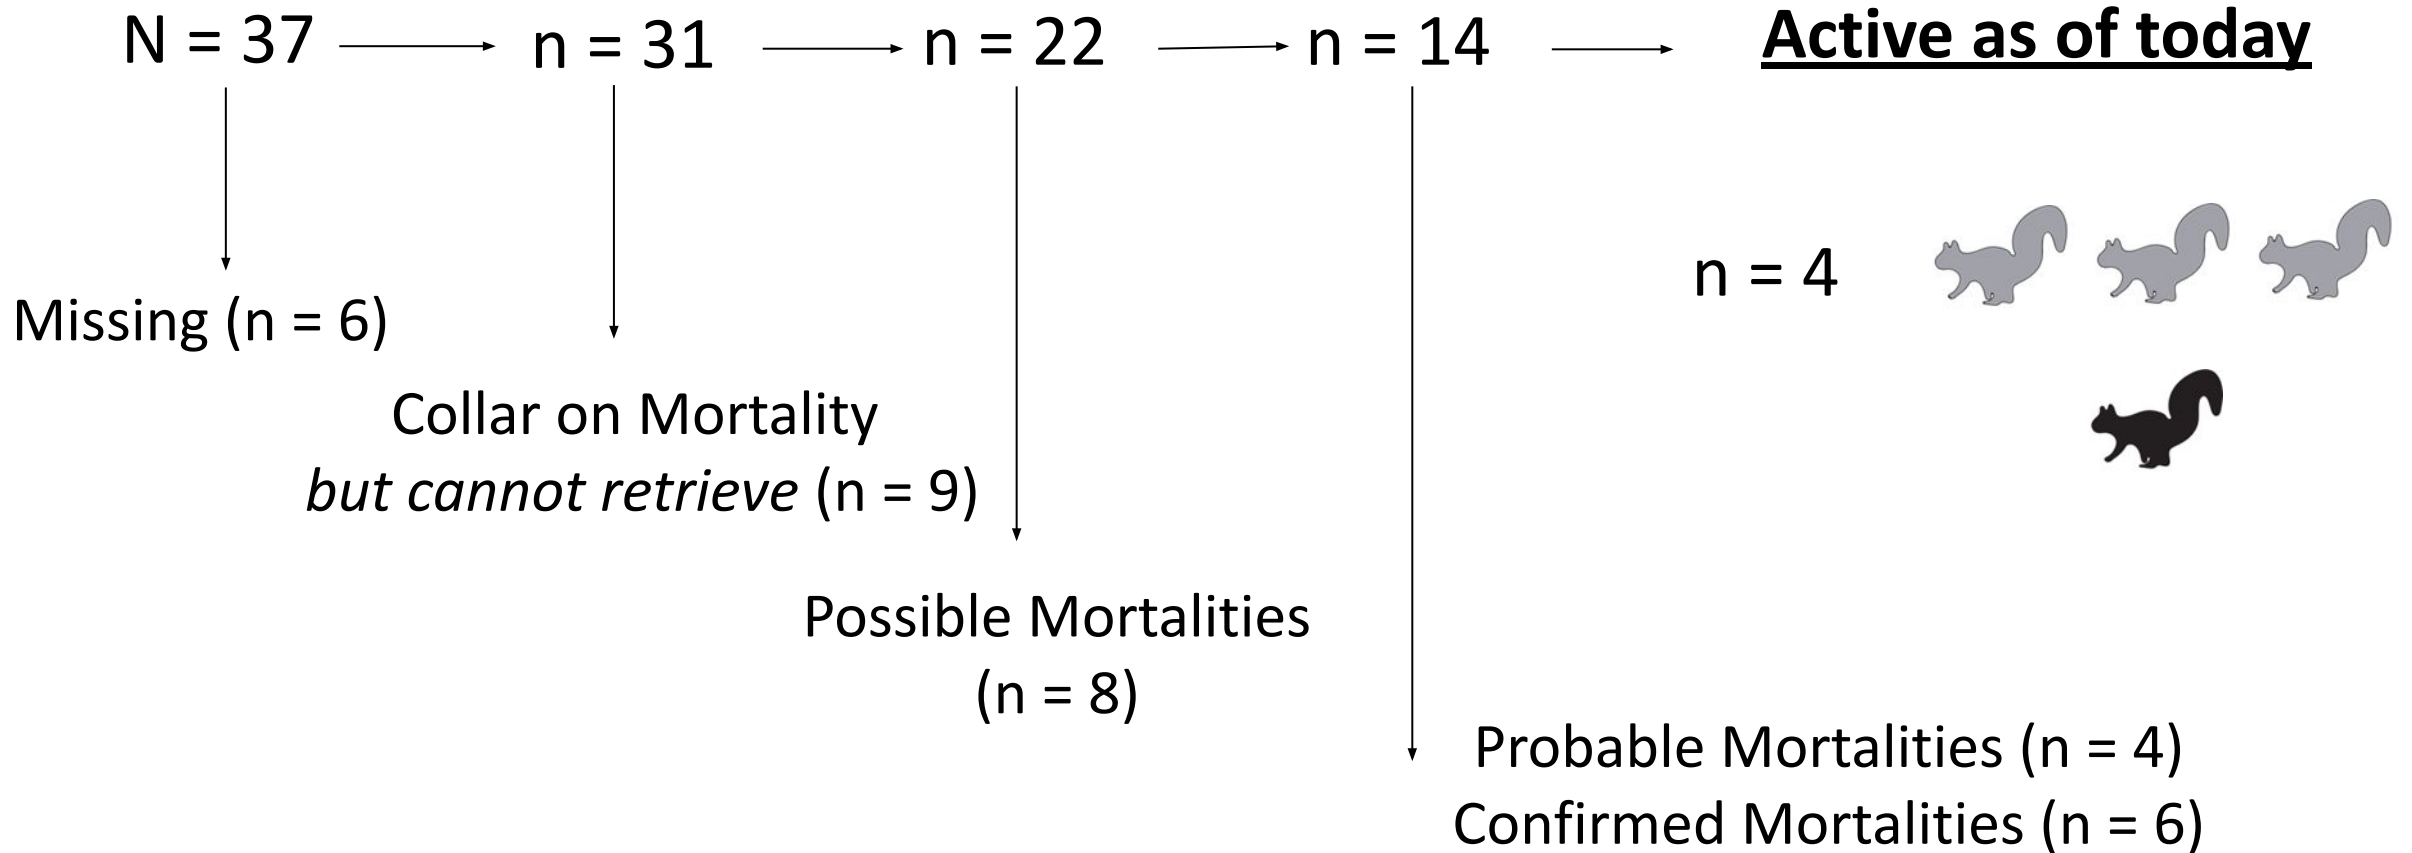 N = 37
n = 31
n = 22
n = 14
Active as of today
n = 4
Missing (n = 6)
Collar on Mortality
but cannot retrieve (n = 9)
Possible Mortalities
(n = 8)
Probable Mortalities (n = 4)
Confirmed Mortalities (n = 6)